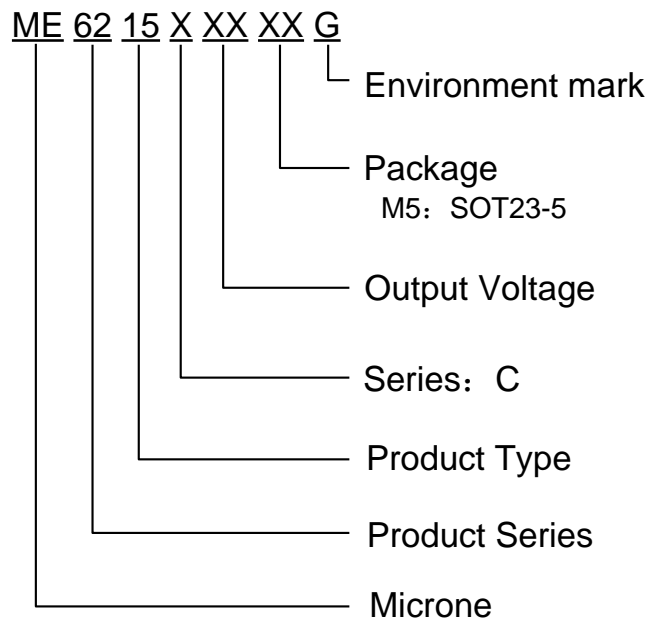 ME 62 15 X XX XX G
Environment mark
Package
M5：SOT23-5
Output Voltage
Series：C
Product Type
Product Series
Microne